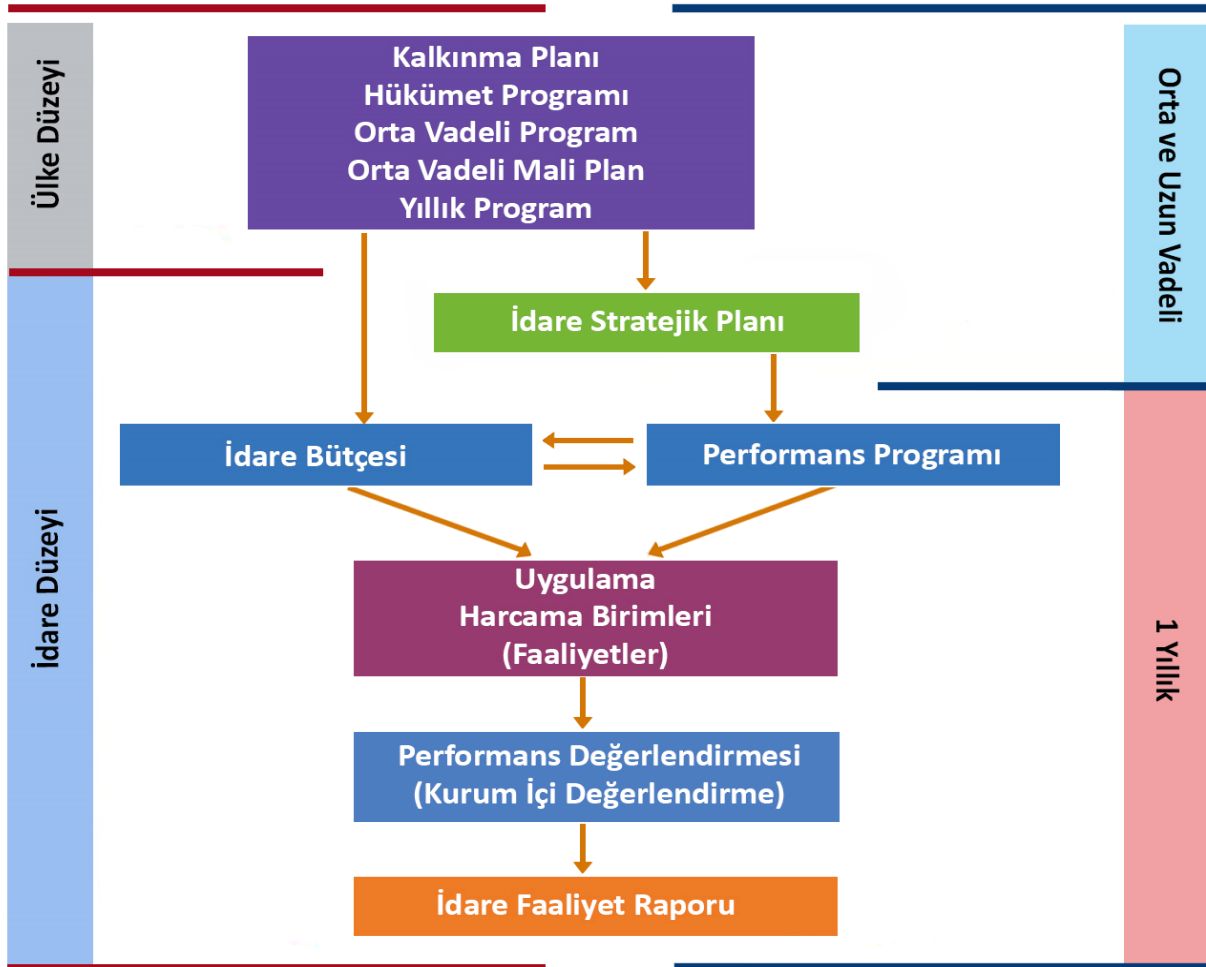 Ülke Düzeyi
Orta ve Uzun Vadeli
Kalkınma Planı
Hükümet Programı
Orta Vadeli Program
Orta Vadeli Mali Plan
Yıllık Program
İdare Stratejik Planı
İdare Düzeyi
1 Yıllık
İdare Bütçesi
Performans Programı
Uygulama
Harcama Birimleri
(Faaliyetler)
Performans Değerlendirmesi
(Kurum İçi Değerlendirme)
İdare Faaliyet Raporu